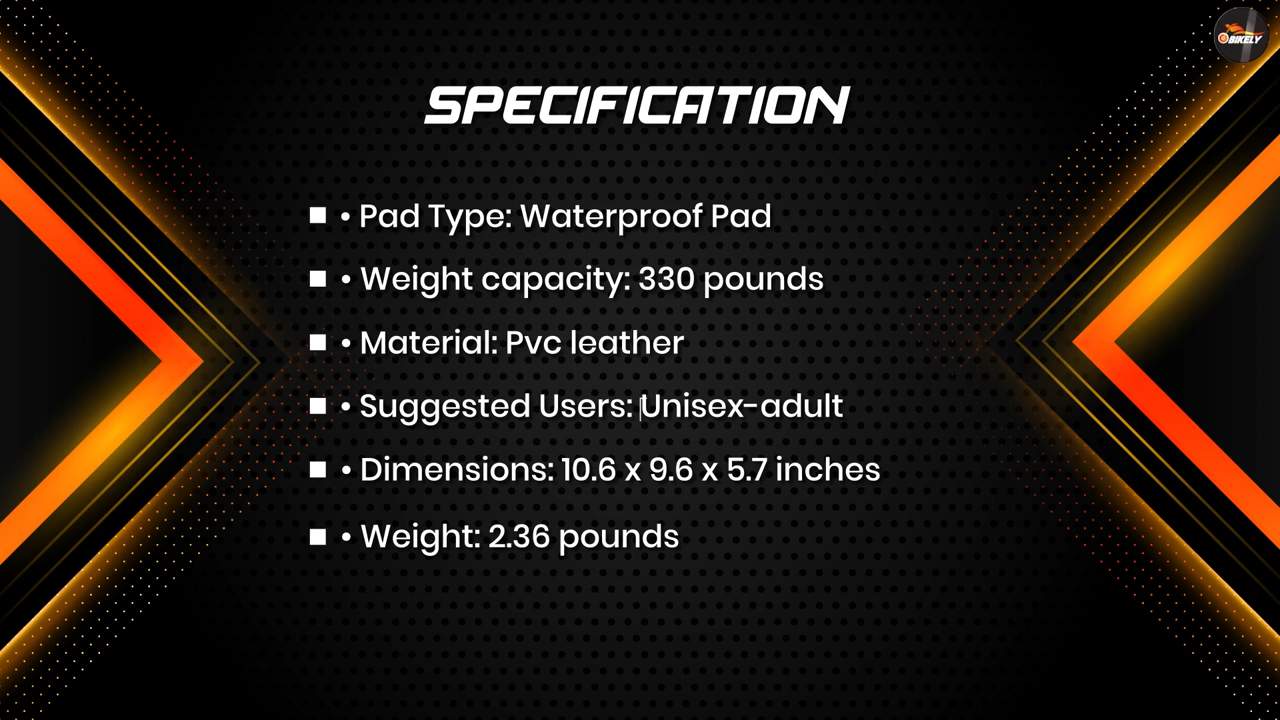 BIKELY
SPECIFICATION
• Pad Type: Waterproof Pad
• Weight capacity: 330 pounds
• Material: Pvc leather
• Suggested Users: Unisex-adult
• Dimensions: 10.6 x 9.6 x 5.7 inches
• Weight: 2.36 pounds